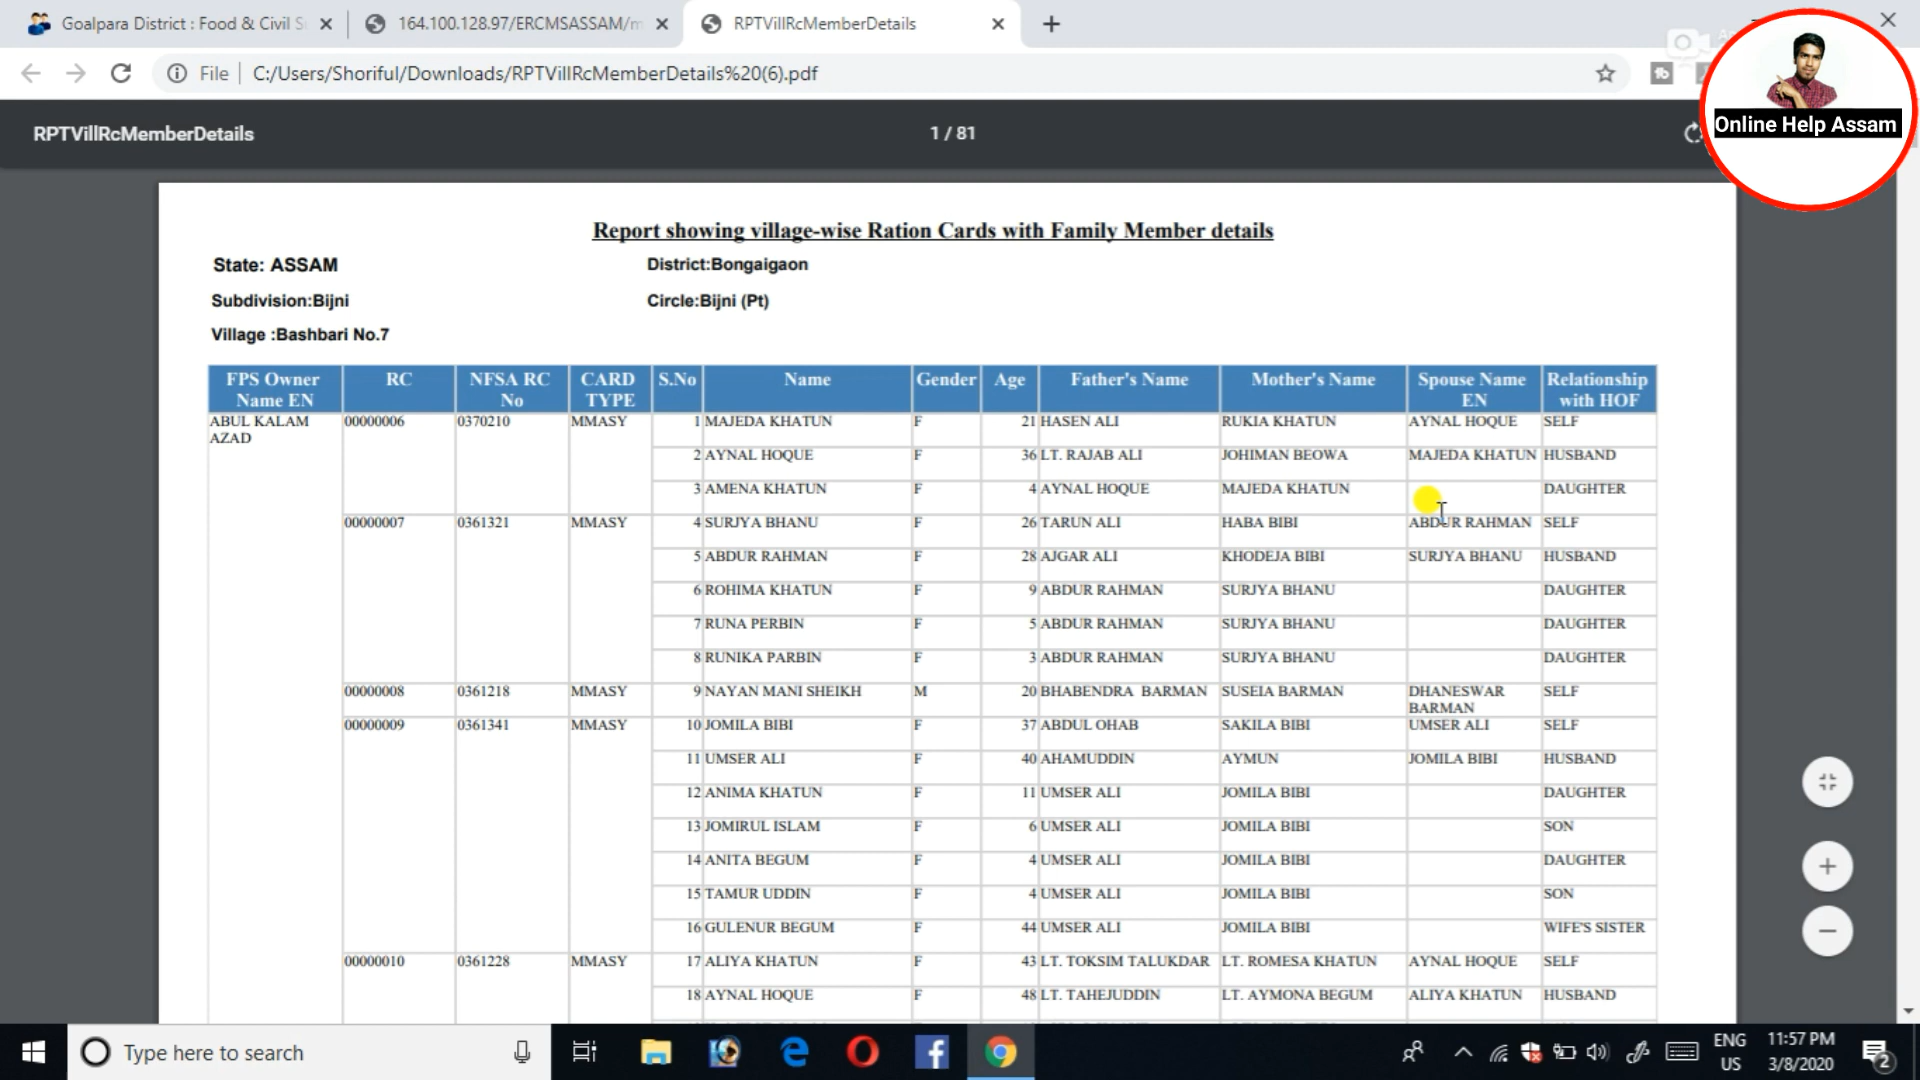 Goalpara District : Food & Civil S
164.100.128.97/ERCMSASSAM/m
RPTVillRcMemberDetails
File C:/Users/Shoriful/Downloads/RPTVillRcMemberDetails%20(6).pdf
Online Help Assam
RPTVillRcMemberDetails 1 / 81
Report showing village-wise Ration Cards with Family Member details
State: ASSAM District:Bongaigaon
Subdivision:Bijni Circle:Bijni (Pt)
Village :Bashbari No.7
FPS Owner Name EN RC NFSA RC No CARD TYPE S.No Name Gender Age Father's Name Mother's Name Spouse Name EN Relationship with HOF
ABUL KALAM AZAD 00000006 0370210 MMASY 1 MAJEDA KHATUN F 21 HASEN ALI RUKIA KHATUN AYNAL HOQUE SELF
2 AYNAL HOQUE F 36 LT. RAJAB ALI JOHIMAN BEOWA MAJEDA KHATUN HUSBAND
3 AMENA KHATUN F 4 AYNAL HOQUE MAJEDA KHATUN DAUGHTER
00000007 0361321 MMASY 4 SURJYA BHANU F 26 TARUN ALI HABA BIBI ABDUR RAHMAN SELF
5 ABDUR RAHMAN F 28 AJGAR ALI KHODEJA BIBI SURJYA BHANU HUSBAND
6 ROHIMA KHATUN F 9 ABDUR RAHMAN SURJYA BHANU DAUGHTER
7 RUNA PERBIN F 5 ABDUR RAHMAN SURJYA BHANU DAUGHTER
8 RUNIKA PARBIN F 3 ABDUR RAHMAN SURJYA BHANU DAUGHTER
00000008 0361218 MMASY 9 NAYAN MANI SHEIKH M 20 BHABENDRA BARMAN SUSEIA BARMAN DHANESWAR BARMAN SELF
00000009 0361341 MMASY 10 JOMILA BIBI F 37 ABDUL OHAB SAKILA BIBI UMSER ALI SELF
11 UMSER ALI F 40 AHAMUDDIN AYMUN JOMILA BIBI HUSBAND
12 ANIMA KHATUN F 11 UMSER ALI JOMILA BIBI DAUGHTER
13 JOMIRUL ISLAM F 6 UMSER ALI JOMILA BIBI SON
14 ANITA BEGUM F 4 UMSER ALI JOMILA BIBI DAUGHTER
15 TAMUR UDDIN F 4 UMSER ALI JOMILA BIBI SON
16 GULENUR BEGUM F 44 UMSER ALI JOMILA BIBI WIFE'S SISTER
00000010 0361228 MMASY 17 ALIYA KHATUN F 43 LT. TOKSIM TALUKDAR LT. ROMESA KHATUN AYNAL HOQUE SELF
18 AYNAL HOQUE F 48 LT. TAHEJUDDIN LT. AYMONA BEGUM ALIYA KHATUN HUSBAND
Type here to search
ENG 11:57 PM
US 3/8/2020 2